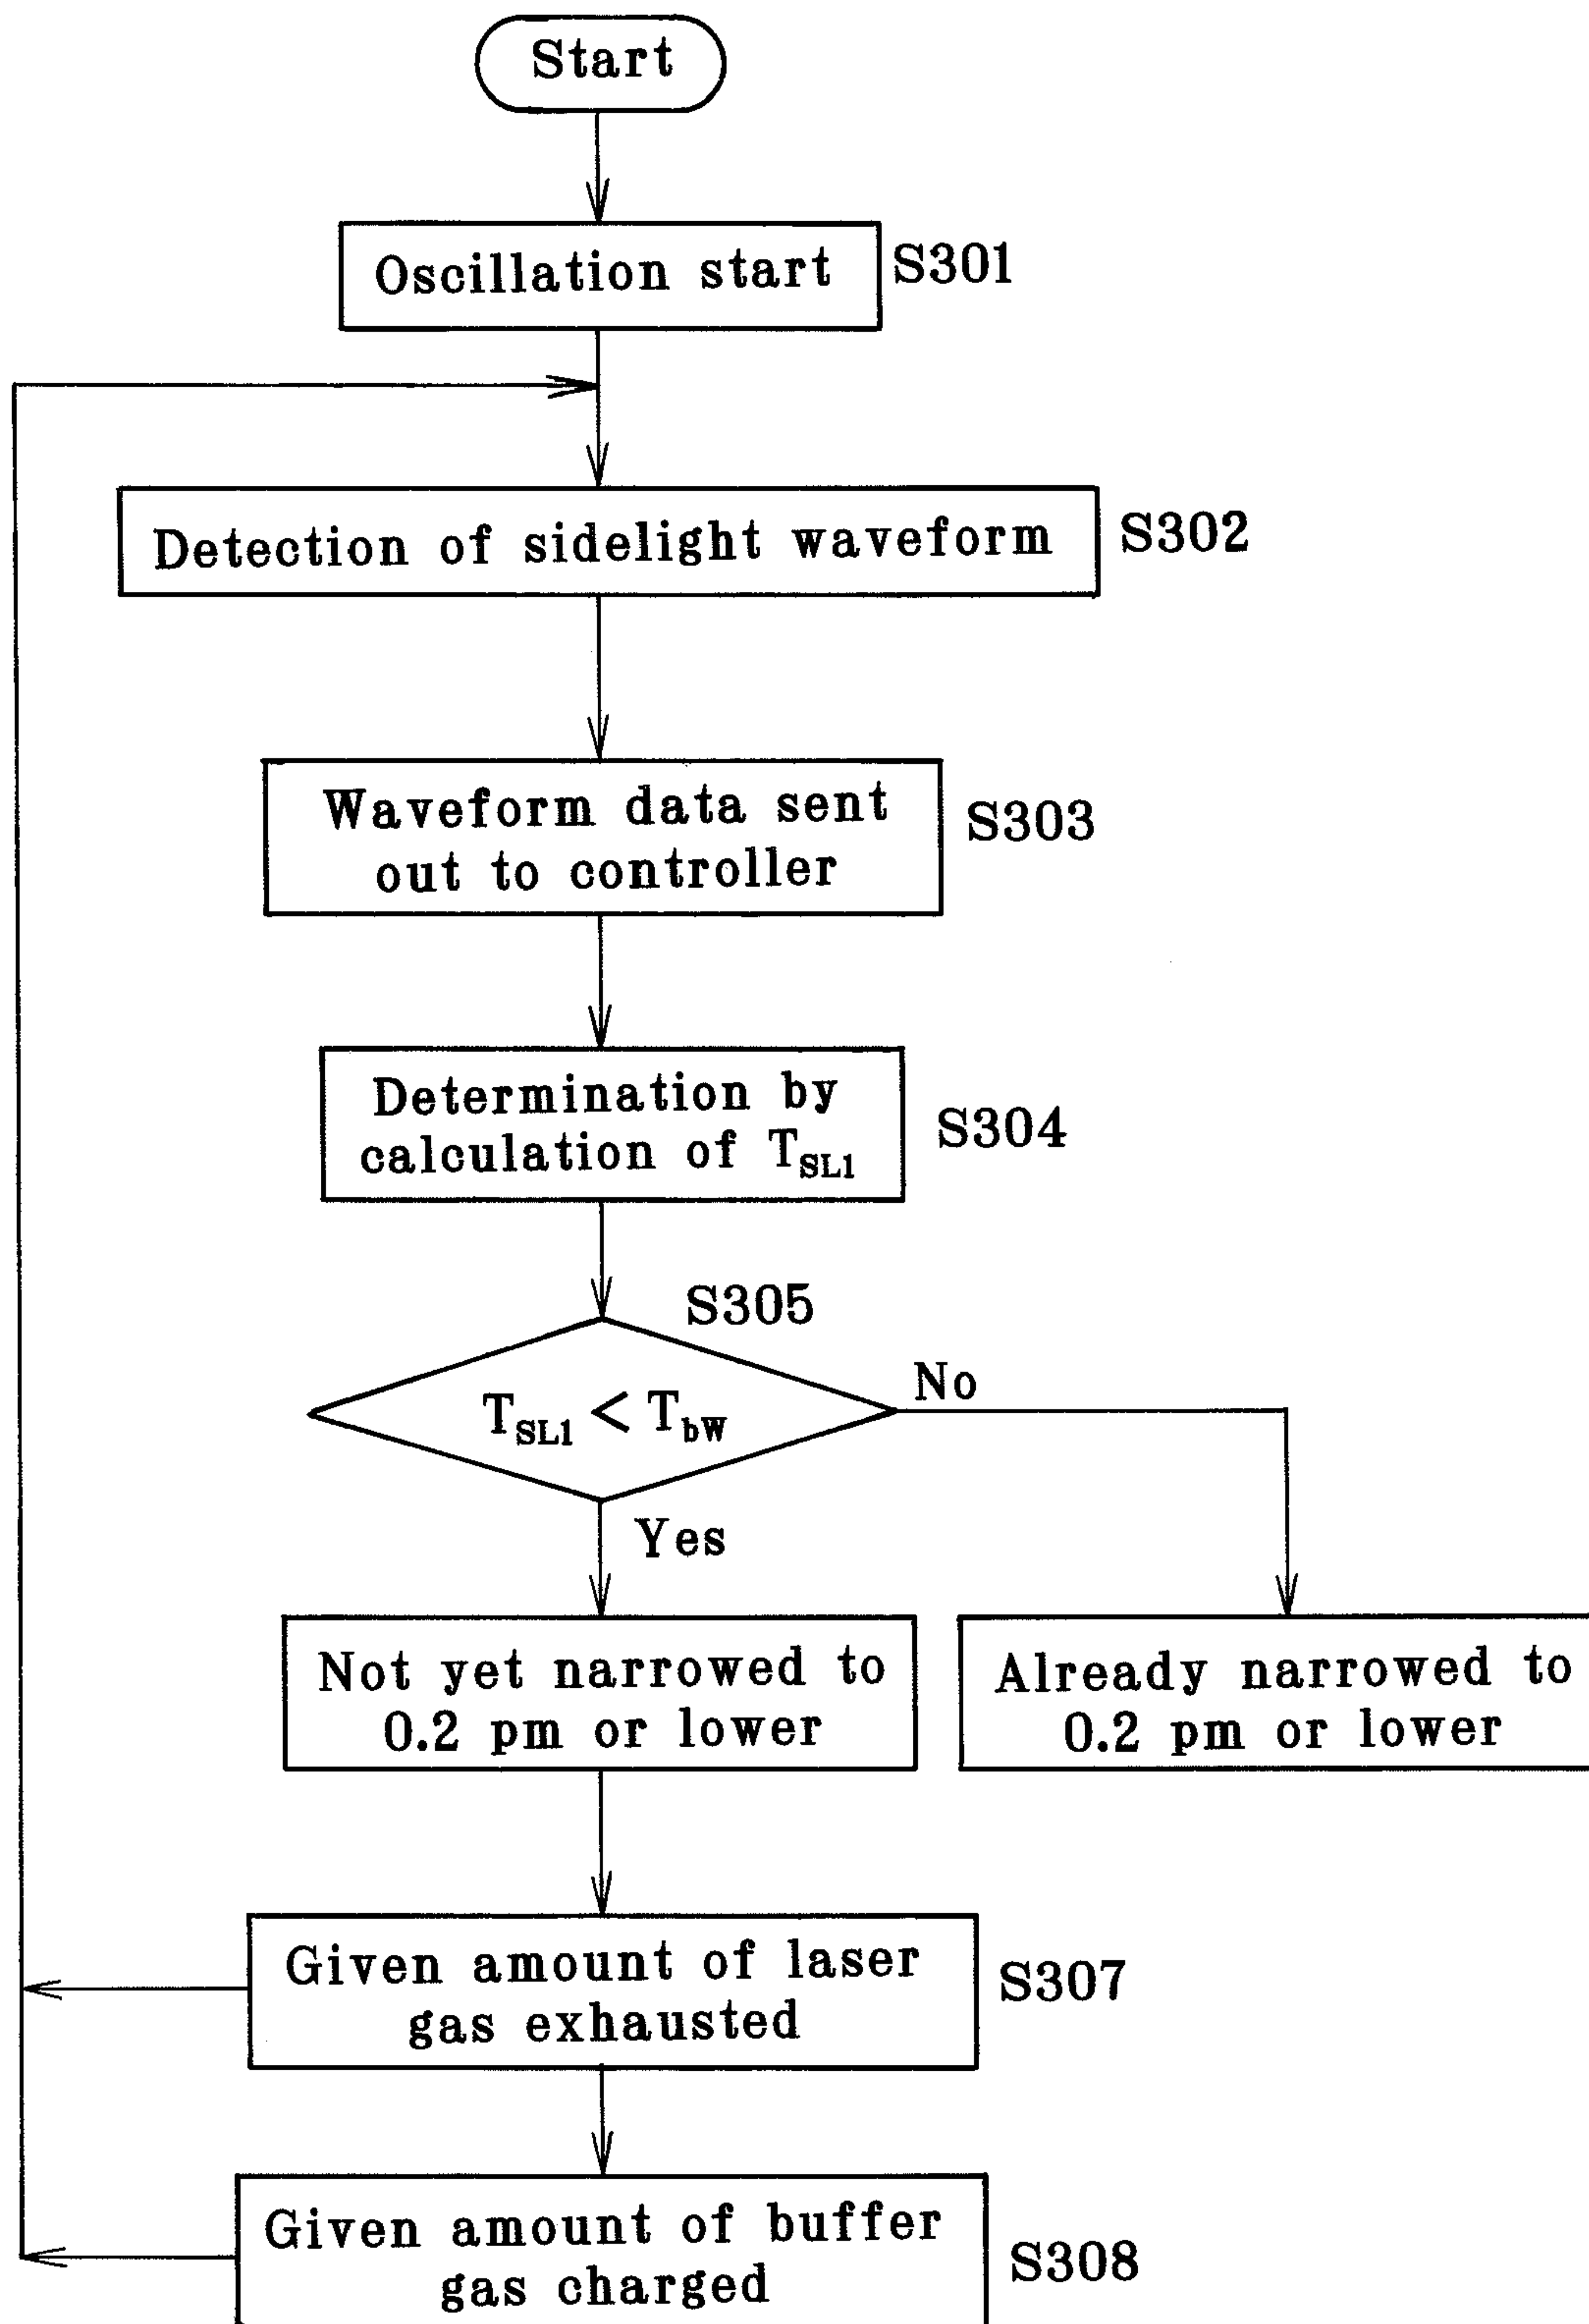 Start
Oscillation start
S301
Detection of sidelight waveform
S302
Waveform data sent
out to controller
S303
Determination by
calculation of T_SL1
S304
S305
T_SL1 < T_bW
No
Yes
Not yet narrowed to
0.2 pm or lower
Already narrowed to
0.2 pm or lower
Given amount of laser
gas exhausted
S307
Given amount of buffer
gas charged
S308